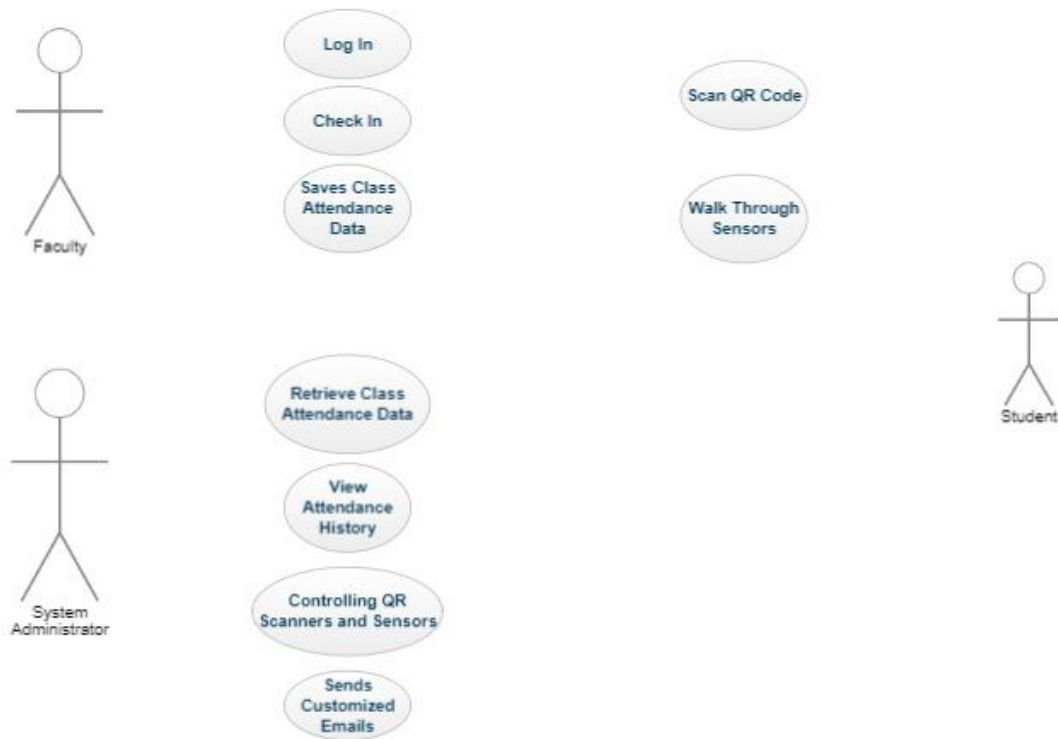 Log In
Check In
Saves Class
Attendance
Data
Faculty
Scan QR Code
Walk Through
Sensors
Student
Retrieve Class
Attendance Data
View
Attendance
History
Controlling QR
Scanners and Sensors
Sends
Customized
Emails
System
Administrator